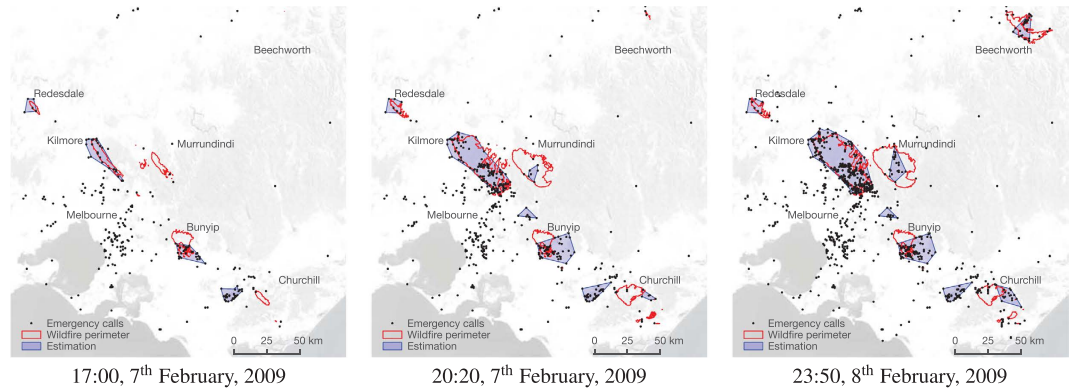 Beechworth
Redesdale
Kilmore
Murrundindi
Melbourne
Bunyip
Churchill
Emergency calls
Wildfire perimeter
Estimation
0 25 50 km
17:00, 7th February, 2009
Beechworth
Redesdale
Kilmore
Murrundindi
Melbourne
Bunyip
Churchill
Emergency calls
Wildfire perimeter
Estimation
0 25 50 km
20:20, 7th February, 2009
Beechworth
Redesdale
Kilmore
Murrundindi
Melbourne
Bunyip
Churchill
Emergency calls
Wildfire perimeter
Estimation
0 25 50 km
23:50, 8th February, 2009